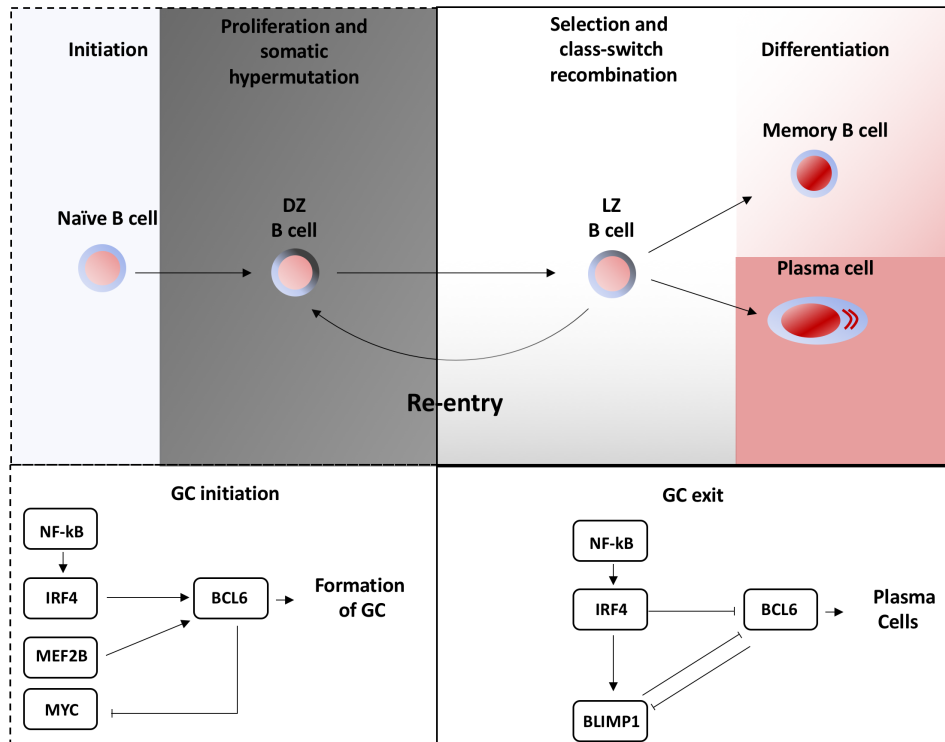 Initiation
Proliferation and
somatic
hypermutation
Selection and
class-switch
recombination
Differentiation
Memory B cell
Naïve B cell
DZ
B cell
LZ
B cell
Plasma cell
Re-entry
GC initiation
NF-kB
IRF4
BCL6
Formation
of GC
MEF2B
MYC
GC exit
NF-kB
IRF4
BCL6
Plasma
Cells
BLIMP1